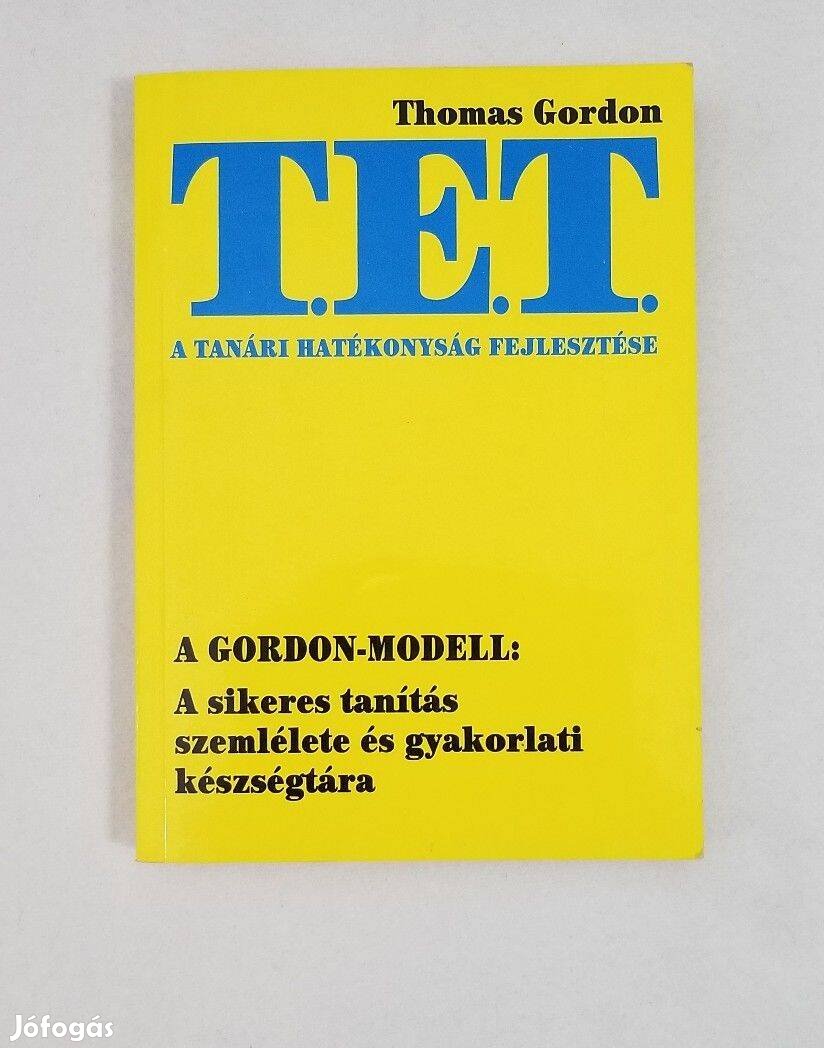 Thomas Gordon
T.E.T.
A TANÁRI HATÉKONYSÁG FEJLESZTÉSE
A GORDON-MODELL:
A sikeres tanítás
szemlélete és gyakorlati
készségtára
Jófogás